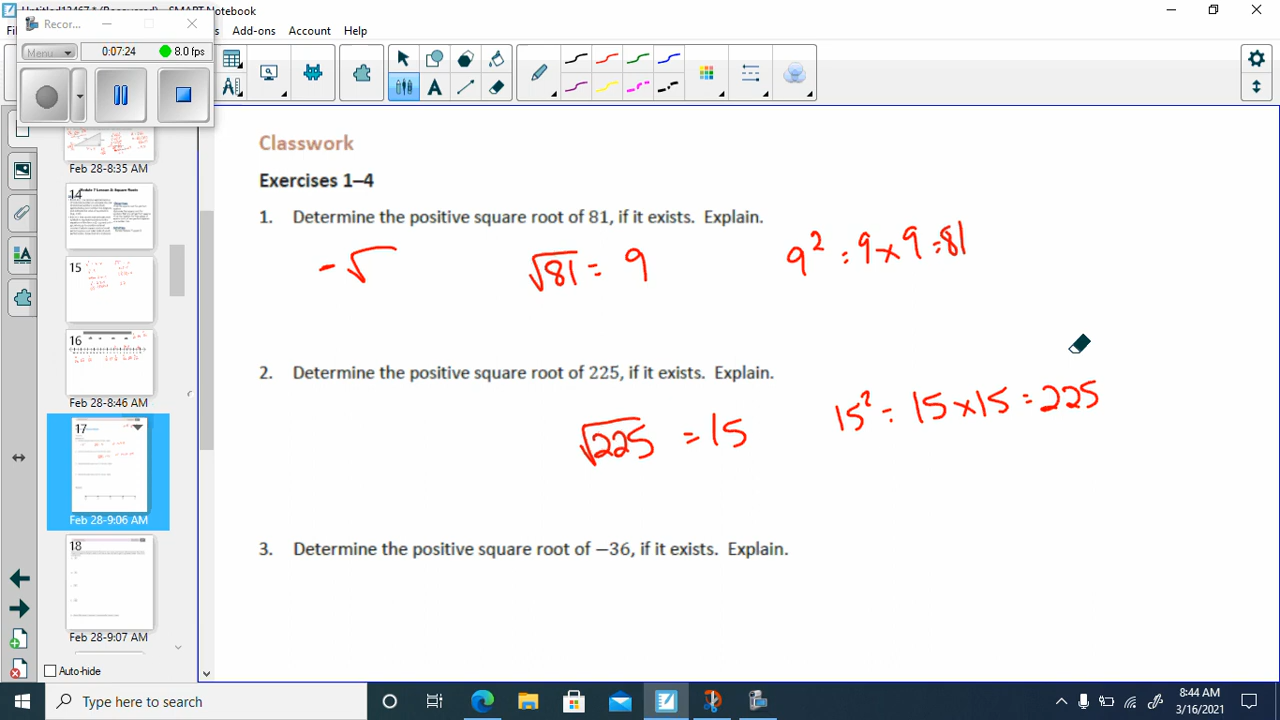 Untitled13467 * (Recovered) - SMART Notebook
Recor...
Add-ons Account Help
Menu 0:07:24 8.0 fps
Feb 28-8:35 AM
14
15
16
Feb 28-8:46 AM
17
Feb 28-9:06 AM
18
Feb 28-9:07 AM
Auto-hide
Classwork
Exercises 1–4
1. Determine the positive square root of 81, if it exists. Explain.
-√ √81 = 9 9² = 9 x 9 = 81
2. Determine the positive square root of 225, if it exists. Explain.
√225 = 15 15² = 15 x 15 = 225
3. Determine the positive square root of −36, if it exists. Explain.
Type here to search
8:44 AM
3/16/2021